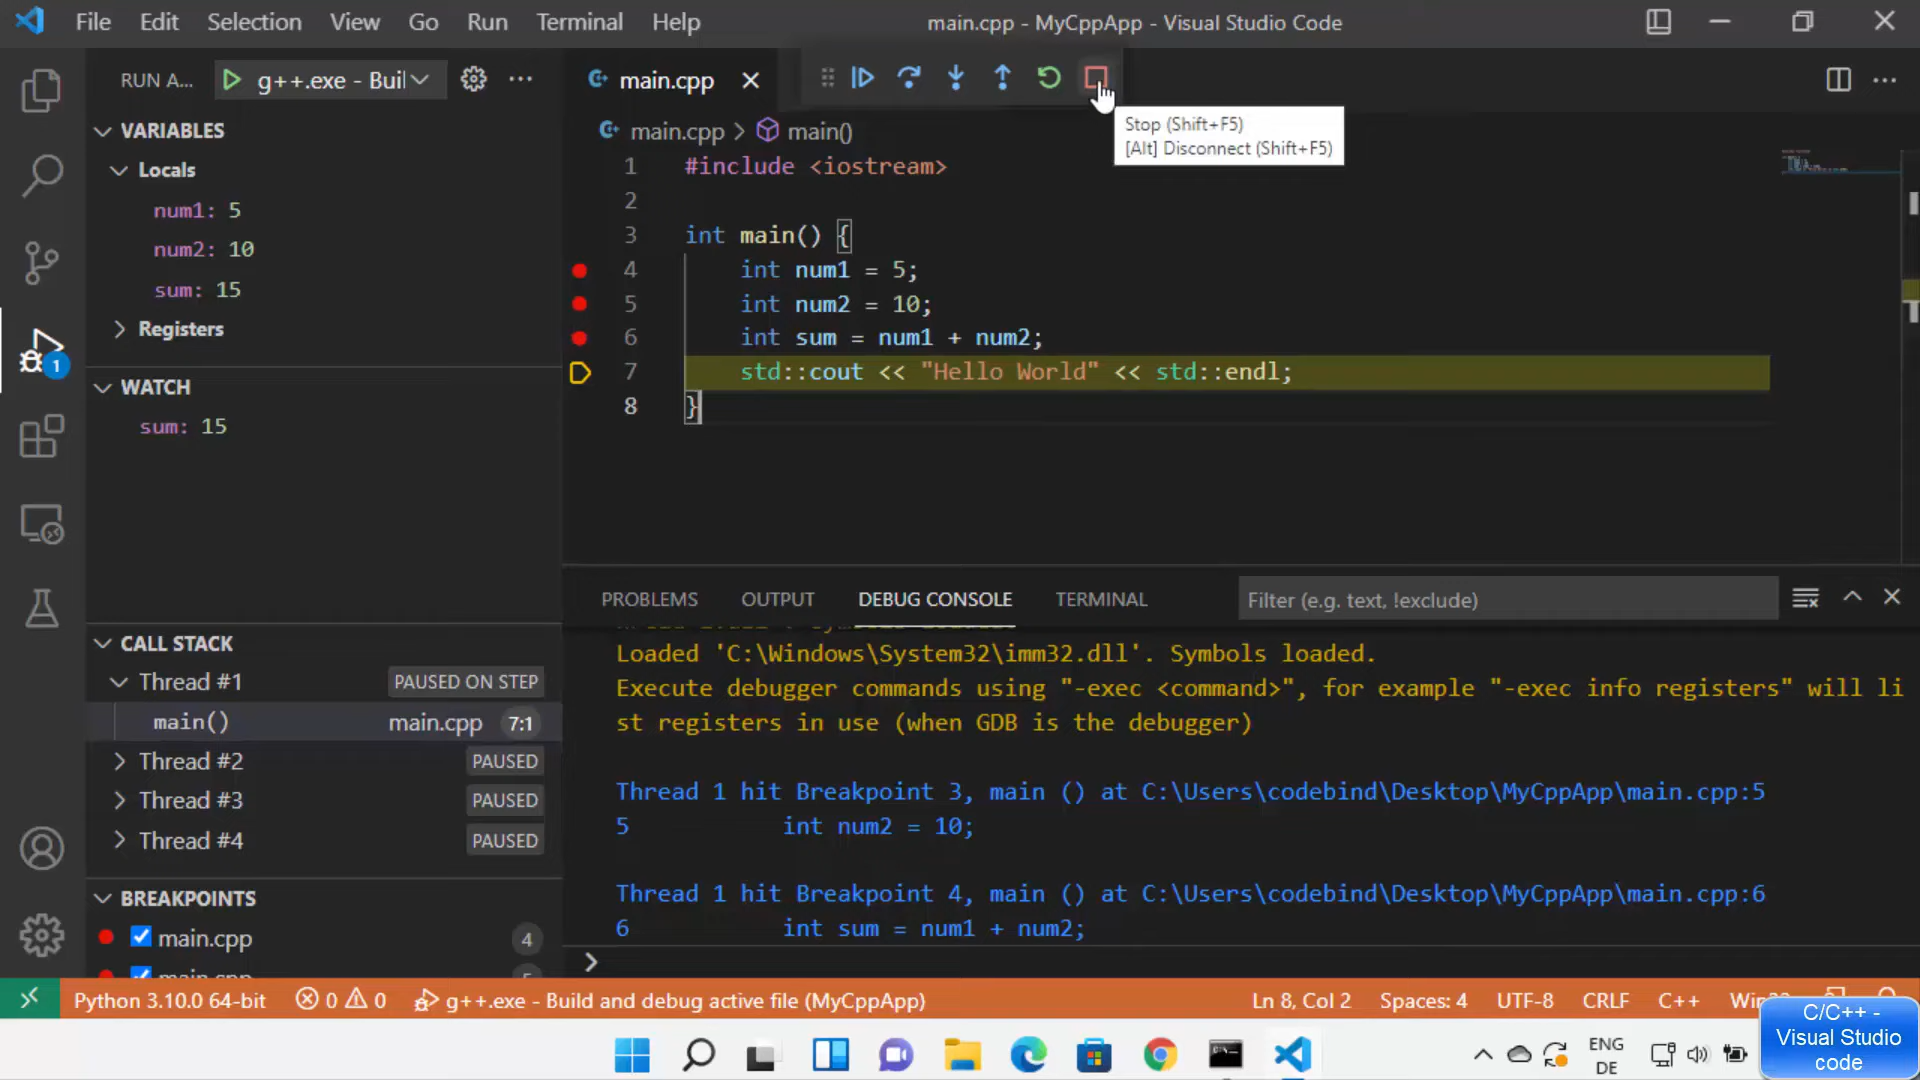 File Edit Selection View Go Run Terminal Help
main.cpp - MyCppApp - Visual Studio Code
RUN A... g++.exe - Buil
main.cpp
Stop (Shift+F5)
[Alt] Disconnect (Shift+F5)
main.cpp > main()
VARIABLES
Locals
num1: 5
num2: 10
sum: 15
Registers
WATCH
sum: 15
CALL STACK
Thread #1 PAUSED ON STEP
main() main.cpp 7:1
Thread #2 PAUSED
Thread #3 PAUSED
Thread #4 PAUSED
BREAKPOINTS
main.cpp 4
main.cpp 5
1
1 #include <iostream>
2
3 int main() {
4 int num1 = 5;
5 int num2 = 10;
6 int sum = num1 + num2;
7 std::cout << "Hello World" << std::endl;
8 }
PROBLEMS OUTPUT DEBUG CONSOLE TERMINAL Filter (e.g. text, !exclude)
Loaded 'C:\Windows\System32\imm32.dll'. Symbols loaded.
Execute debugger commands using "-exec <command>", for example "-exec info registers" will li
st registers in use (when GDB is the debugger)
Thread 1 hit Breakpoint 3, main () at C:\Users\codebind\Desktop\MyCppApp\main.cpp:5
5 int num2 = 10;
Thread 1 hit Breakpoint 4, main () at C:\Users\codebind\Desktop\MyCppApp\main.cpp:6
6 int sum = num1 + num2;
>
Python 3.10.0 64-bit 0 0 g++.exe - Build and debug active file (MyCppApp) Ln 8, Col 2 Spaces: 4 UTF-8 CRLF C++
C/C++ -
Visual Studio
code
ENG
DE